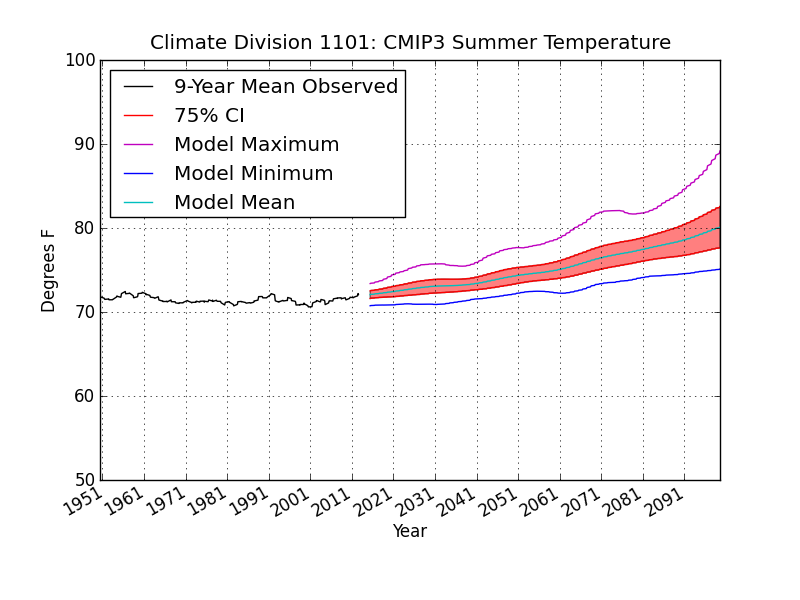 Climate Division 1101: CMIP3 Summer Temperature
100
90
80
70
60
50
Degrees F
9-Year Mean Observed
75% CI
Model Maximum
Model Minimum
Model Mean
1951 1961 1971 1981 1991 2001 2011 2021 2031 2041 2051 2061 2071 2081 2091
Year